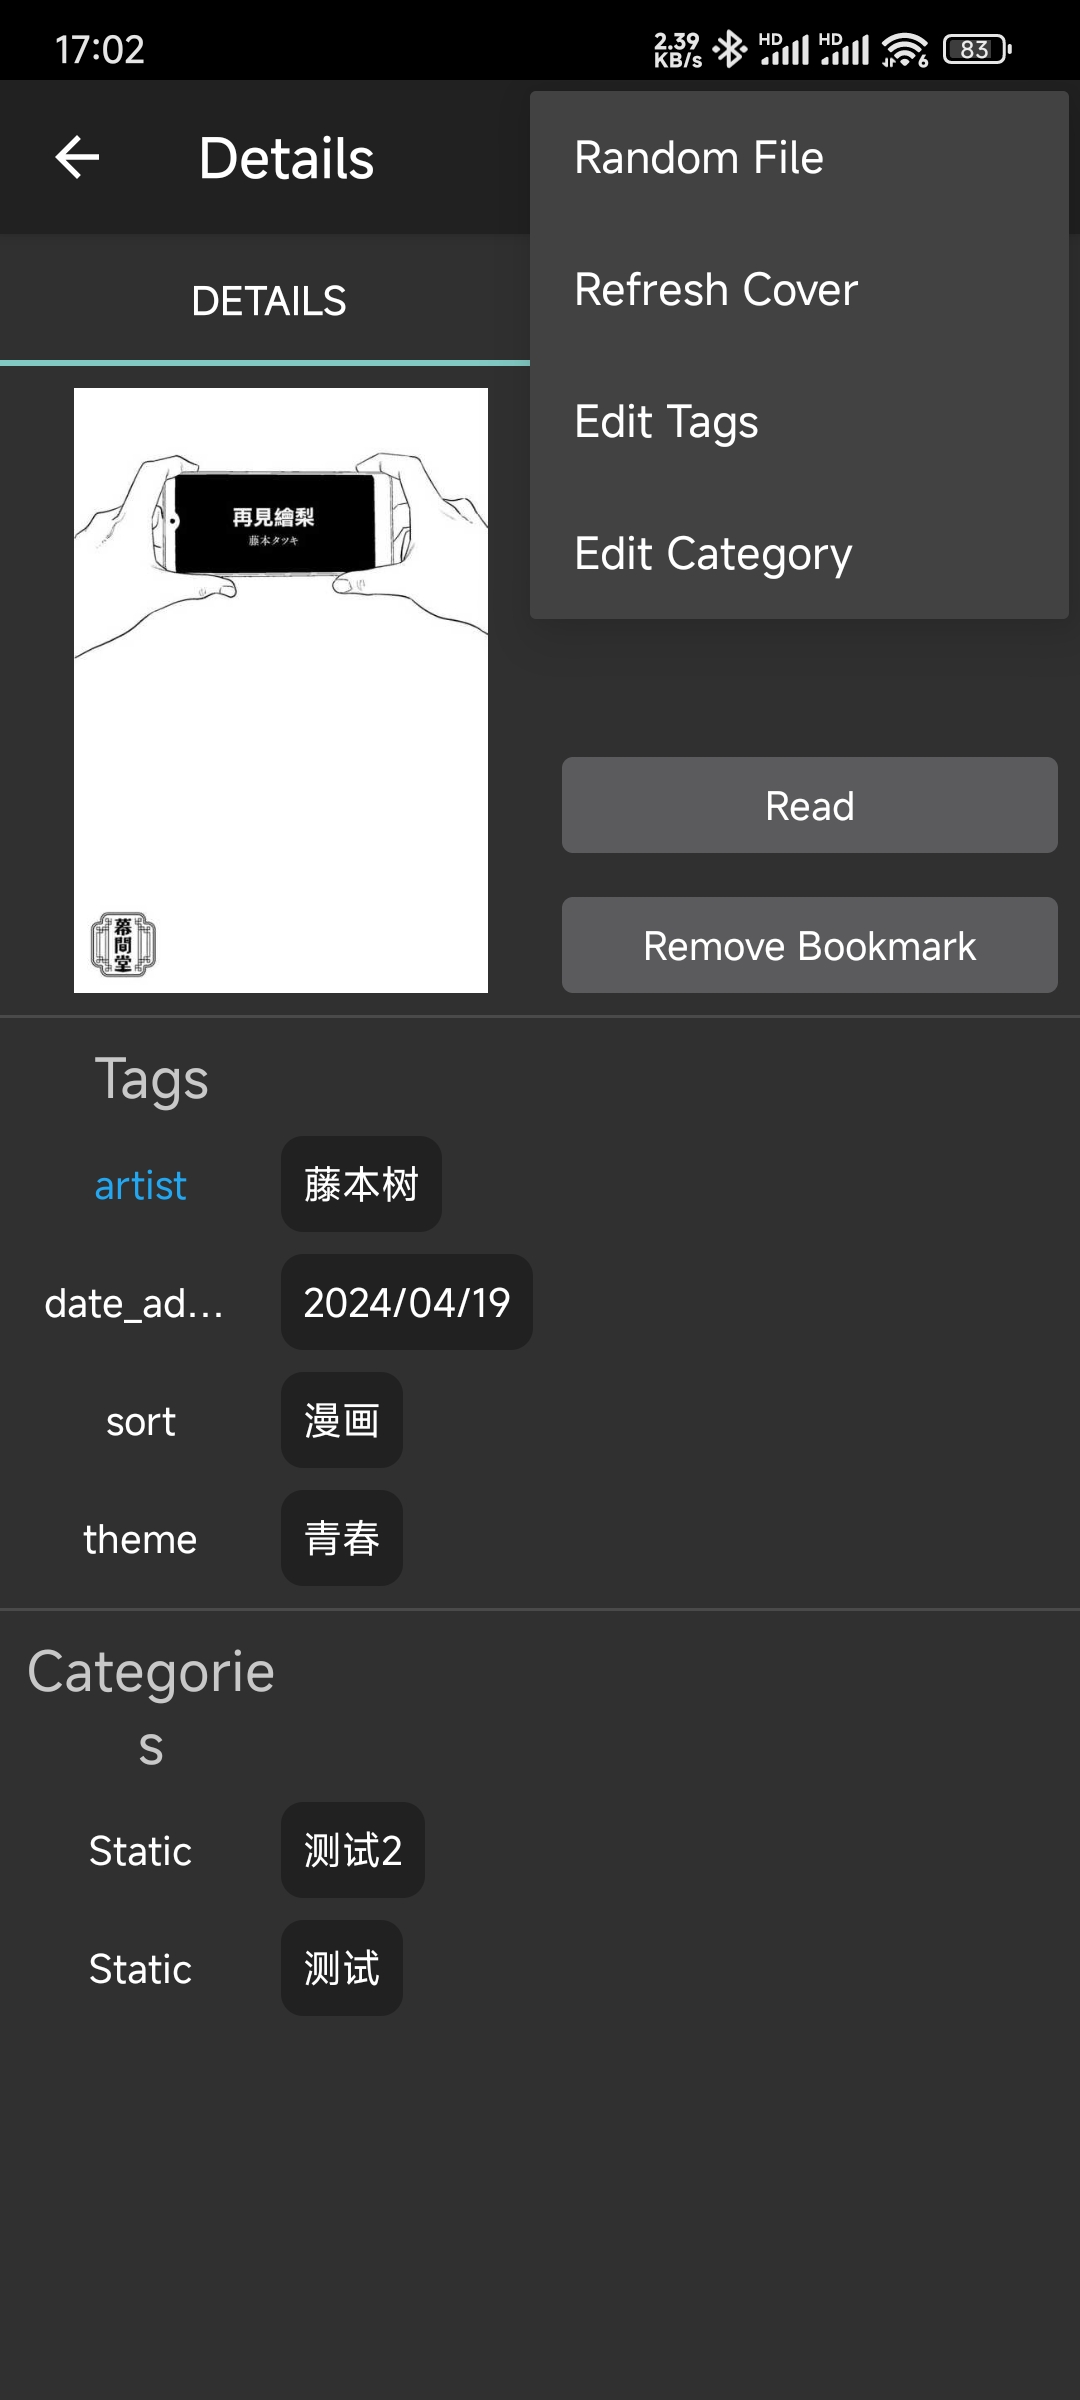 17:02
2.39
KB/s
HD
HD
6
83
Details
Random File
Refresh Cover
Edit Tags
Edit Category
DETAILS
再見繪梨
藤本タツキ
幕間堂
Read
Remove Bookmark
Tags
artist
藤本树
date_ad...
2024/04/19
sort
漫画
theme
青春
Categorie
s
Static
测试2
Static
测试